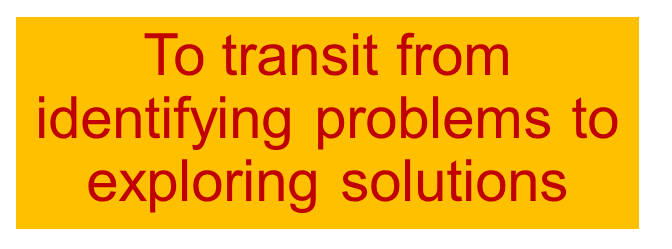 To transit from
identifying problems to
exploring solutions